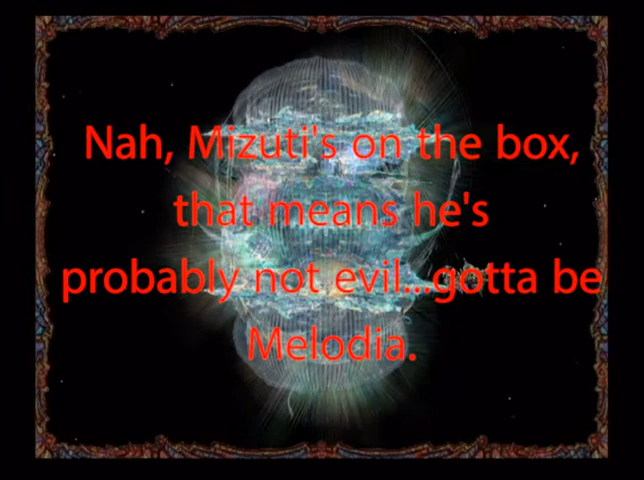 Nah, Mizuti's on the box,
that means he's
probably not evil...gotta be
Melodia.